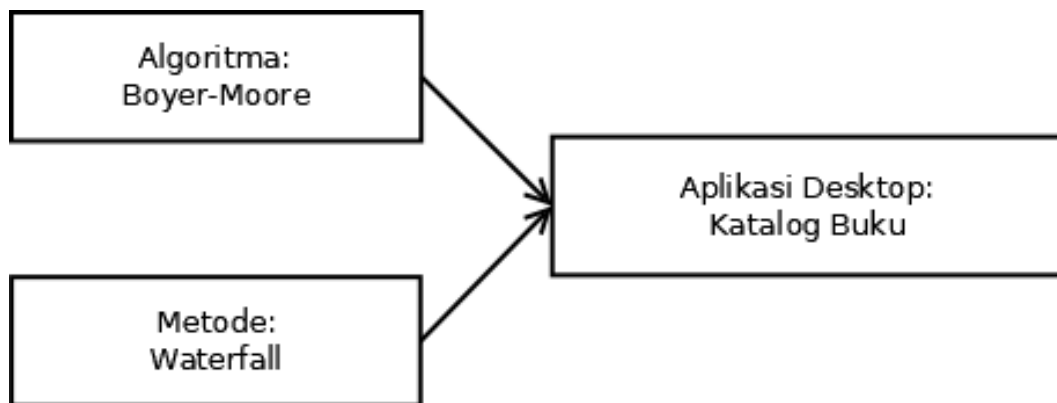 Algoritma:
Boyer-Moore
Aplikasi Desktop:
Katalog Buku
Metode:
Waterfall